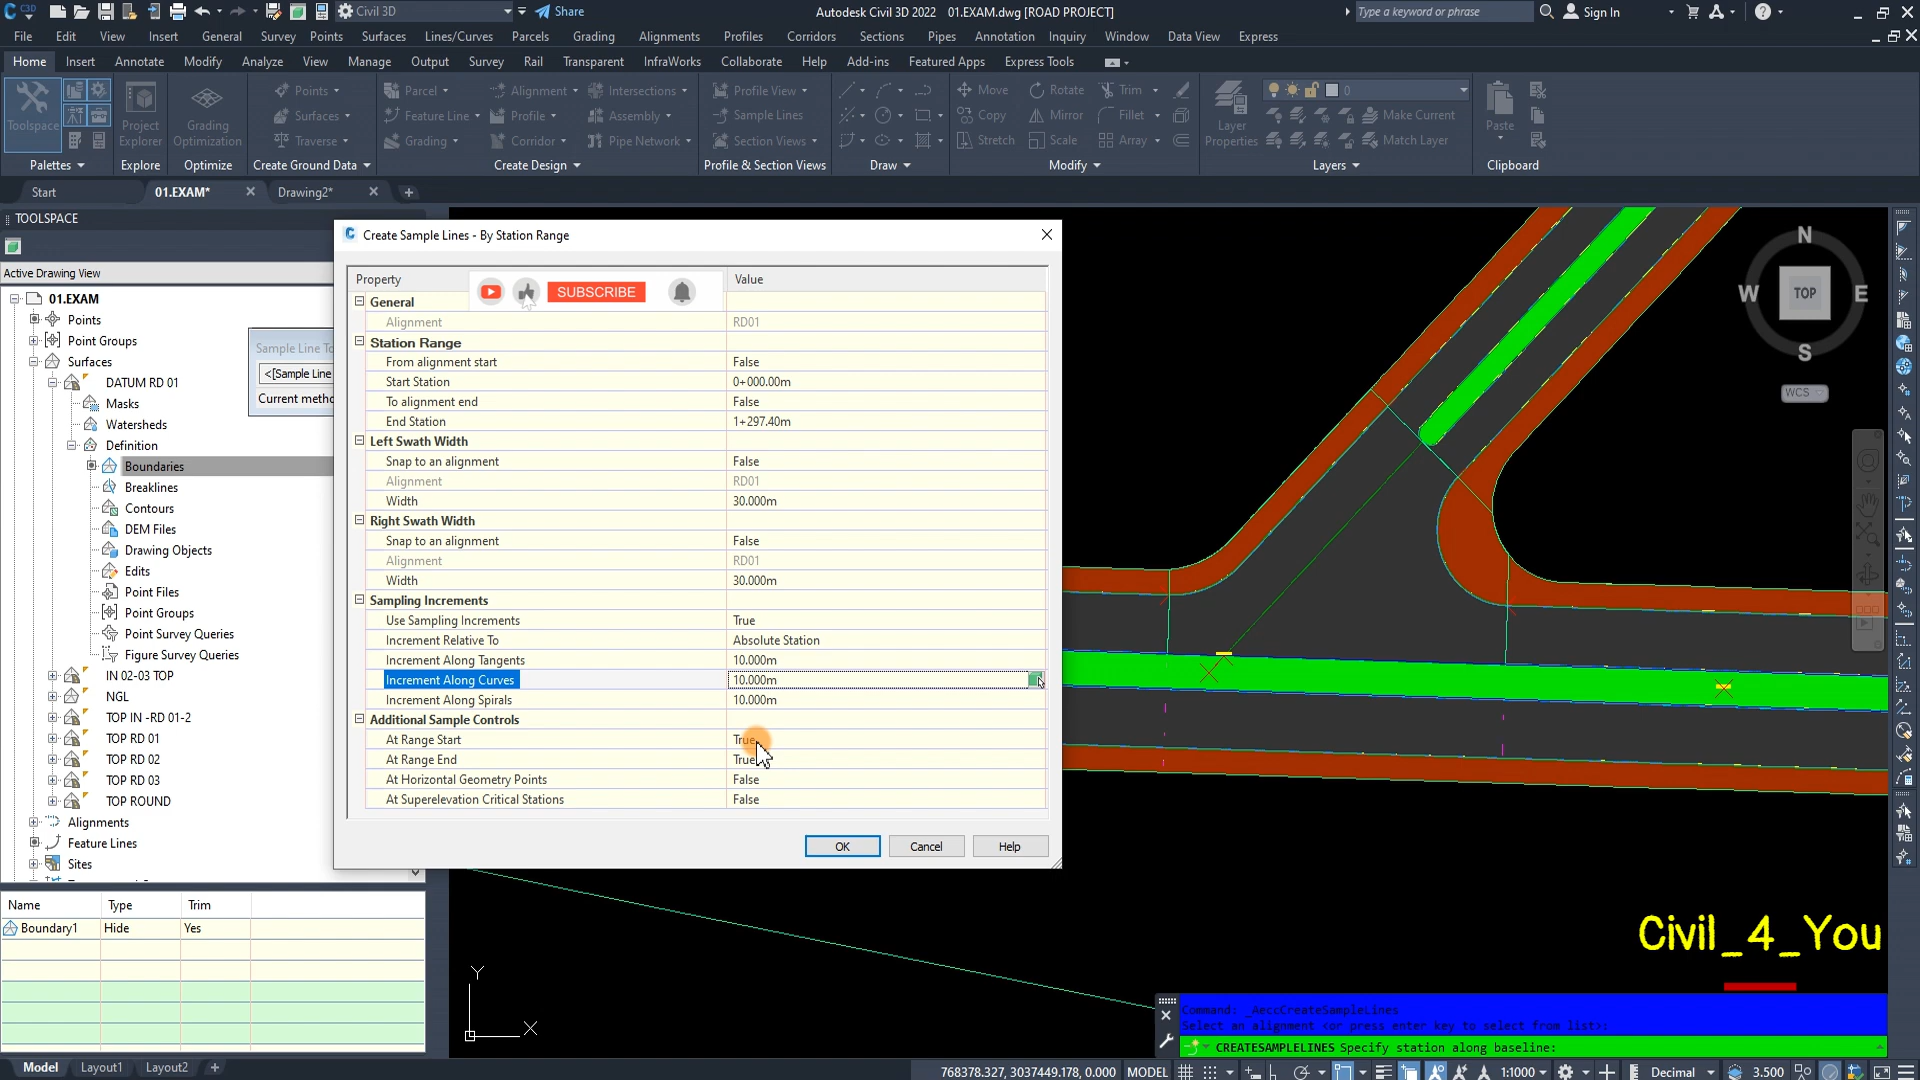 Civil 3D
Share
Autodesk Civil 3D 2022 01.EXAM.dwg [ROAD PROJECT]
Type a keyword or phrase
Sign In
File Edit View Insert General Survey Points Surfaces Lines/Curves Parcels Grading Alignments Profiles Corridors Sections Pipes Annotation Inquiry Window Data View Express
Home Insert Annotate Modify Analyze View Manage Output Survey Rail Transparent InfraWorks Collaborate Help Add-ins Featured Apps Express Tools
Points Parcel Alignment Intersections Profile View Move Rotate Trim 0
Toolspace Project Explorer Grading Optimization Surfaces Feature Line Profile Assembly Sample Lines Copy Mirror Fillet Layer Properties Make Current Paste
Traverse Grading Corridor Pipe Network Section Views Stretch Scale Array Match Layer
Palettes Explore Optimize Create Ground Data Create Design Profile & Section Views Draw Modify Layers Clipboard
Start 01.EXAM* Drawing2*
TOOLSPACE
Active Drawing View
01.EXAM
Points
Point Groups
Surfaces
DATUM RD 01
Masks
Watersheds
Definition
Boundaries
Breaklines
Contours
DEM Files
Drawing Objects
Edits
Point Files
Point Groups
Point Survey Queries
Figure Survey Queries
IN 02-03 TOP
NGL
TOP IN -RD 01-2
TOP RD 01
TOP RD 02
TOP RD 03
TOP ROUND
Alignments
Feature Lines
Sites
Name Type Trim
Boundary1 Hide Yes
Sample Line To
<[Sample Line
Current metho
Create Sample Lines - By Station Range
Property Value
SUBSCRIBE
General
Alignment RD01
Station Range
From alignment start False
Start Station 0+000.00m
To alignment end False
End Station 1+297.40m
Left Swath Width
Snap to an alignment False
Alignment RD01
Width 30.000m
Right Swath Width
Snap to an alignment False
Alignment RD01
Width 30.000m
Sampling Increments
Use Sampling Increments True
Increment Relative To Absolute Station
Increment Along Tangents 10.000m
Increment Along Curves 10.000m
Increment Along Spirals 10.000m
Additional Sample Controls
At Range Start True
At Range End True
At Horizontal Geometry Points False
At Superelevation Critical Stations False
OK Cancel Help
N
W TOP E
S
WCS
Civil_4_You
Y
X
Command: _AeccCreateSampleLines
Select an alignment <or press enter key to select from list>:
CREATESAMPLELINES Specify station along baseline:
Model Layout1 Layout2
768378.327, 3037449.178, 0.000 MODEL 1:1000 Decimal 3.500